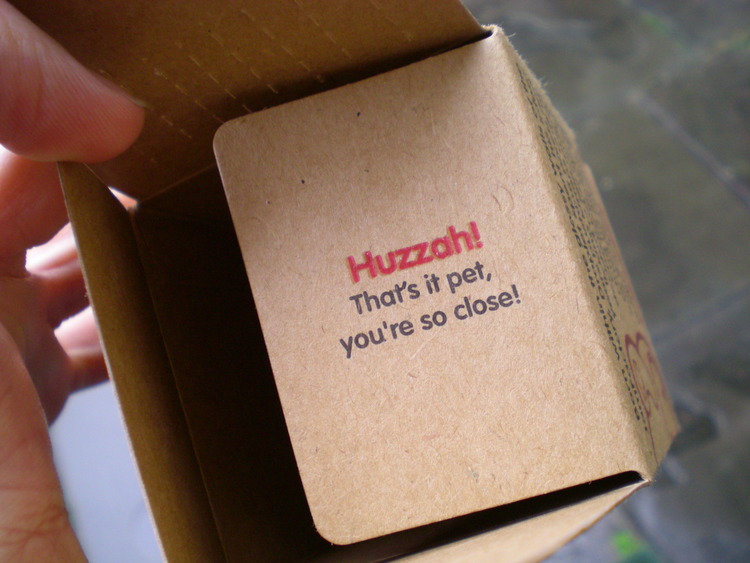 Huzzah!
That's it pet,
you're so close!